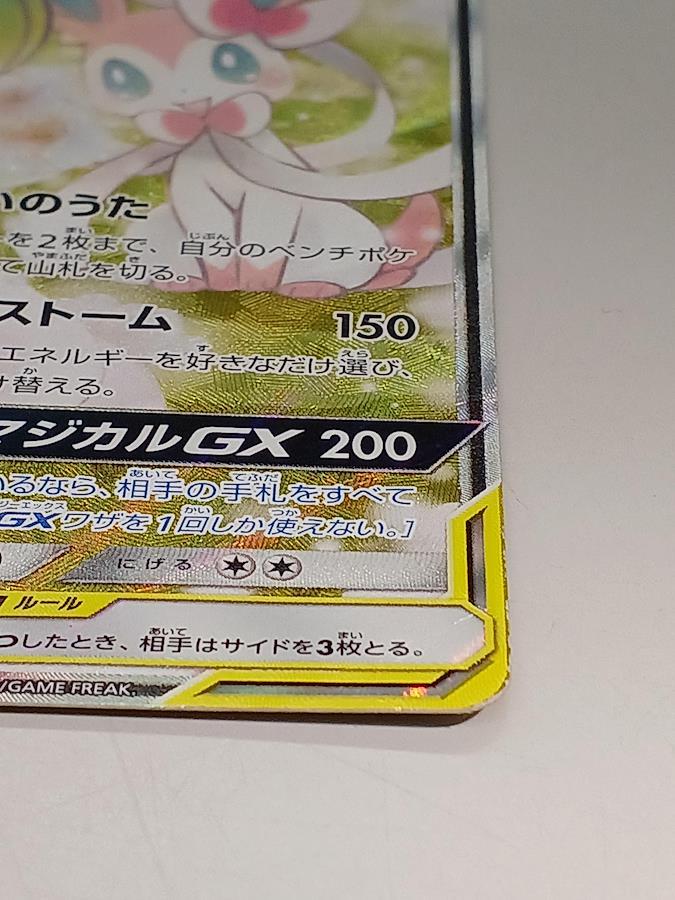 いのうた
を2枚まで、自分のベンチポケ
て山札を切る。
ストーム 150
エネルギーを好きなだけ選び、
け替える。
マジカルGX 200
いるなら、相手の手札をすべて
GXワザを1回しか使えない。]
にげる
ルール
つしたとき、相手はサイドを3枚とる。
/GAME FREAK